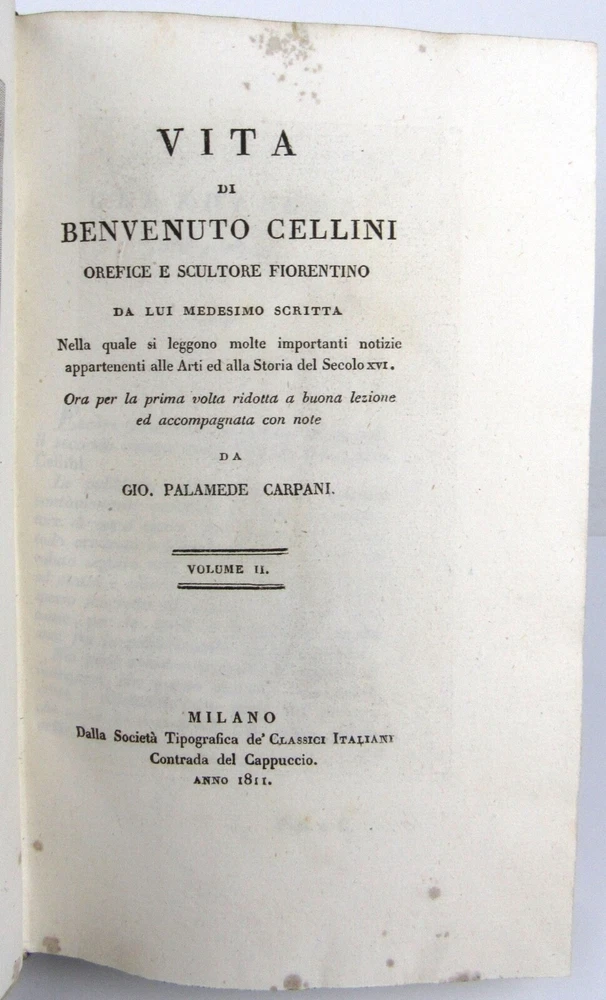 VITA
DI
BENVENUTO CELLINI
OREFICE E SCULTORE FIORENTINO
DA LUI MEDESIMO SCRITTA
Nella quale si leggono molte importanti notizie
appartenenti alle Arti ed alla Storia del Secolo XVI.
Ora per la prima volta ridotta a buona lezione
ed accompagnata con note
DA
GIO. PALAMEDE CARPANI.
VOLUME II.
MILANO
Dalla Società Tipografica de' CLASSICI ITALIANI
Contrada del Cappuccio.
ANNO 1811.